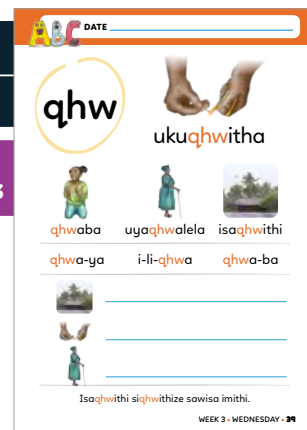 ABC DATE
qhw
ukuqhwitha
qhwaba uyaqhwalela isaqhwithi
qhwa-ya i-li-qhwa qhwa-ba
Isaqhwithi siqhwithize sawisa imithi.
WEEK 3 • WEDNESDAY • 39